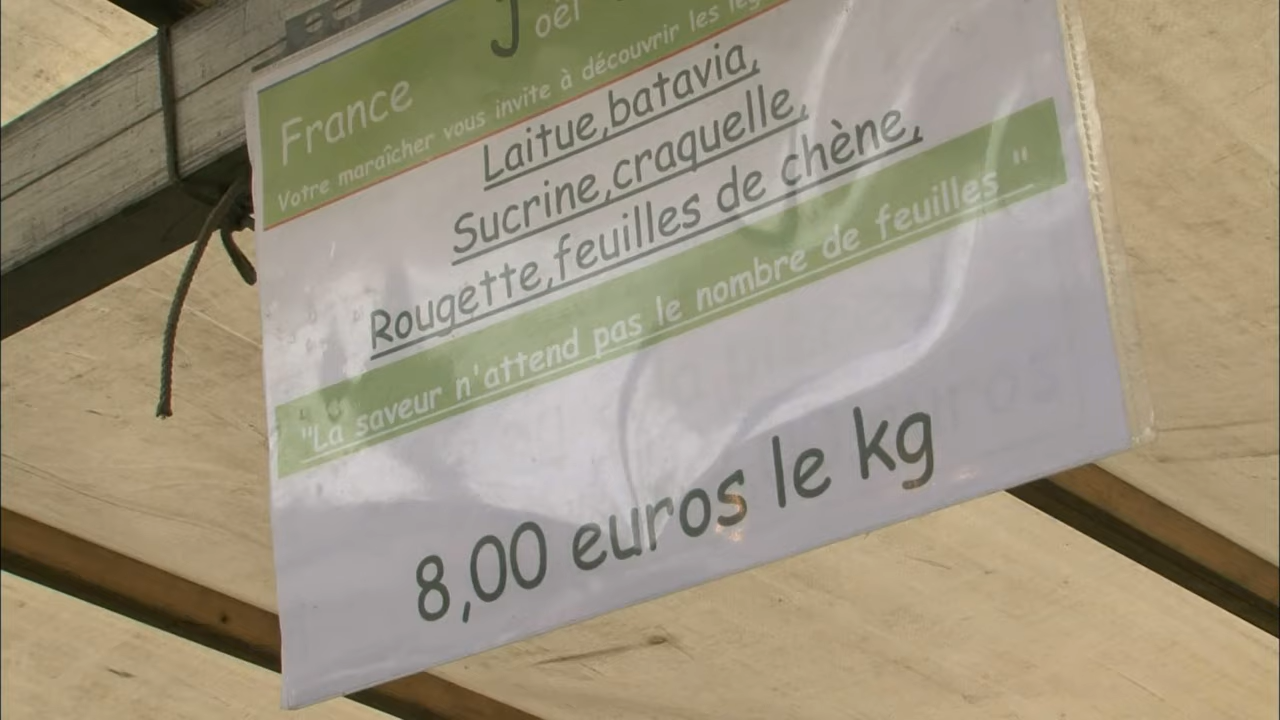 Joël
France
Votre maraîcher vous invite à découvrir les
Laitue,batavia,
Sucrine,craquelle,
Rougette,feuilles de chène,
"La saveur n'attend pas le nombre de feuilles "
8,00 euros le kg